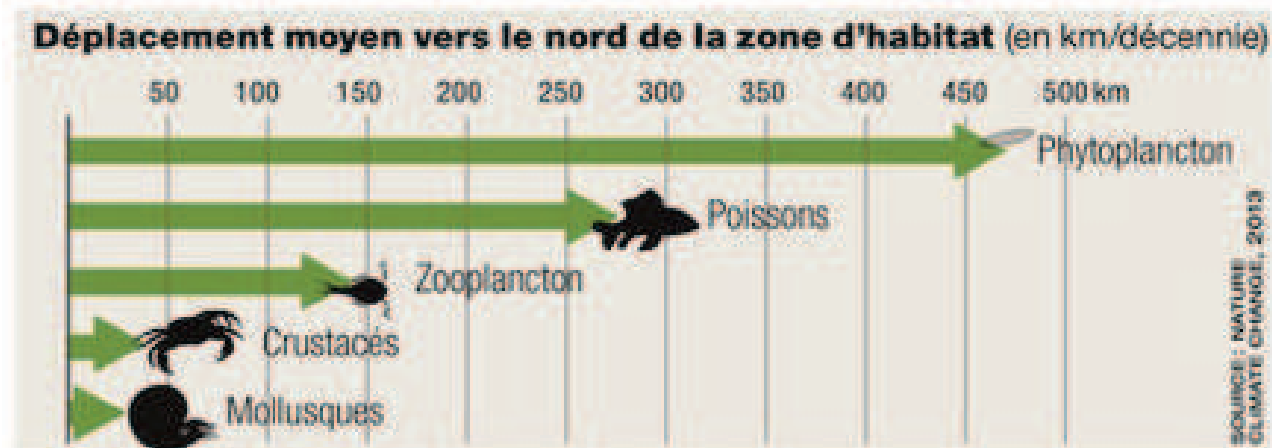 Déplacement moyen vers le nord de la zone d'habitat (en km/décennie)
50 100 150 200 250 300 350 400 450 500 km
Phytoplancton
Poissons
Zooplancton
Crustacés
Mollusques
SOURCE : NATURE
CLIMATE CHANGE, 2013